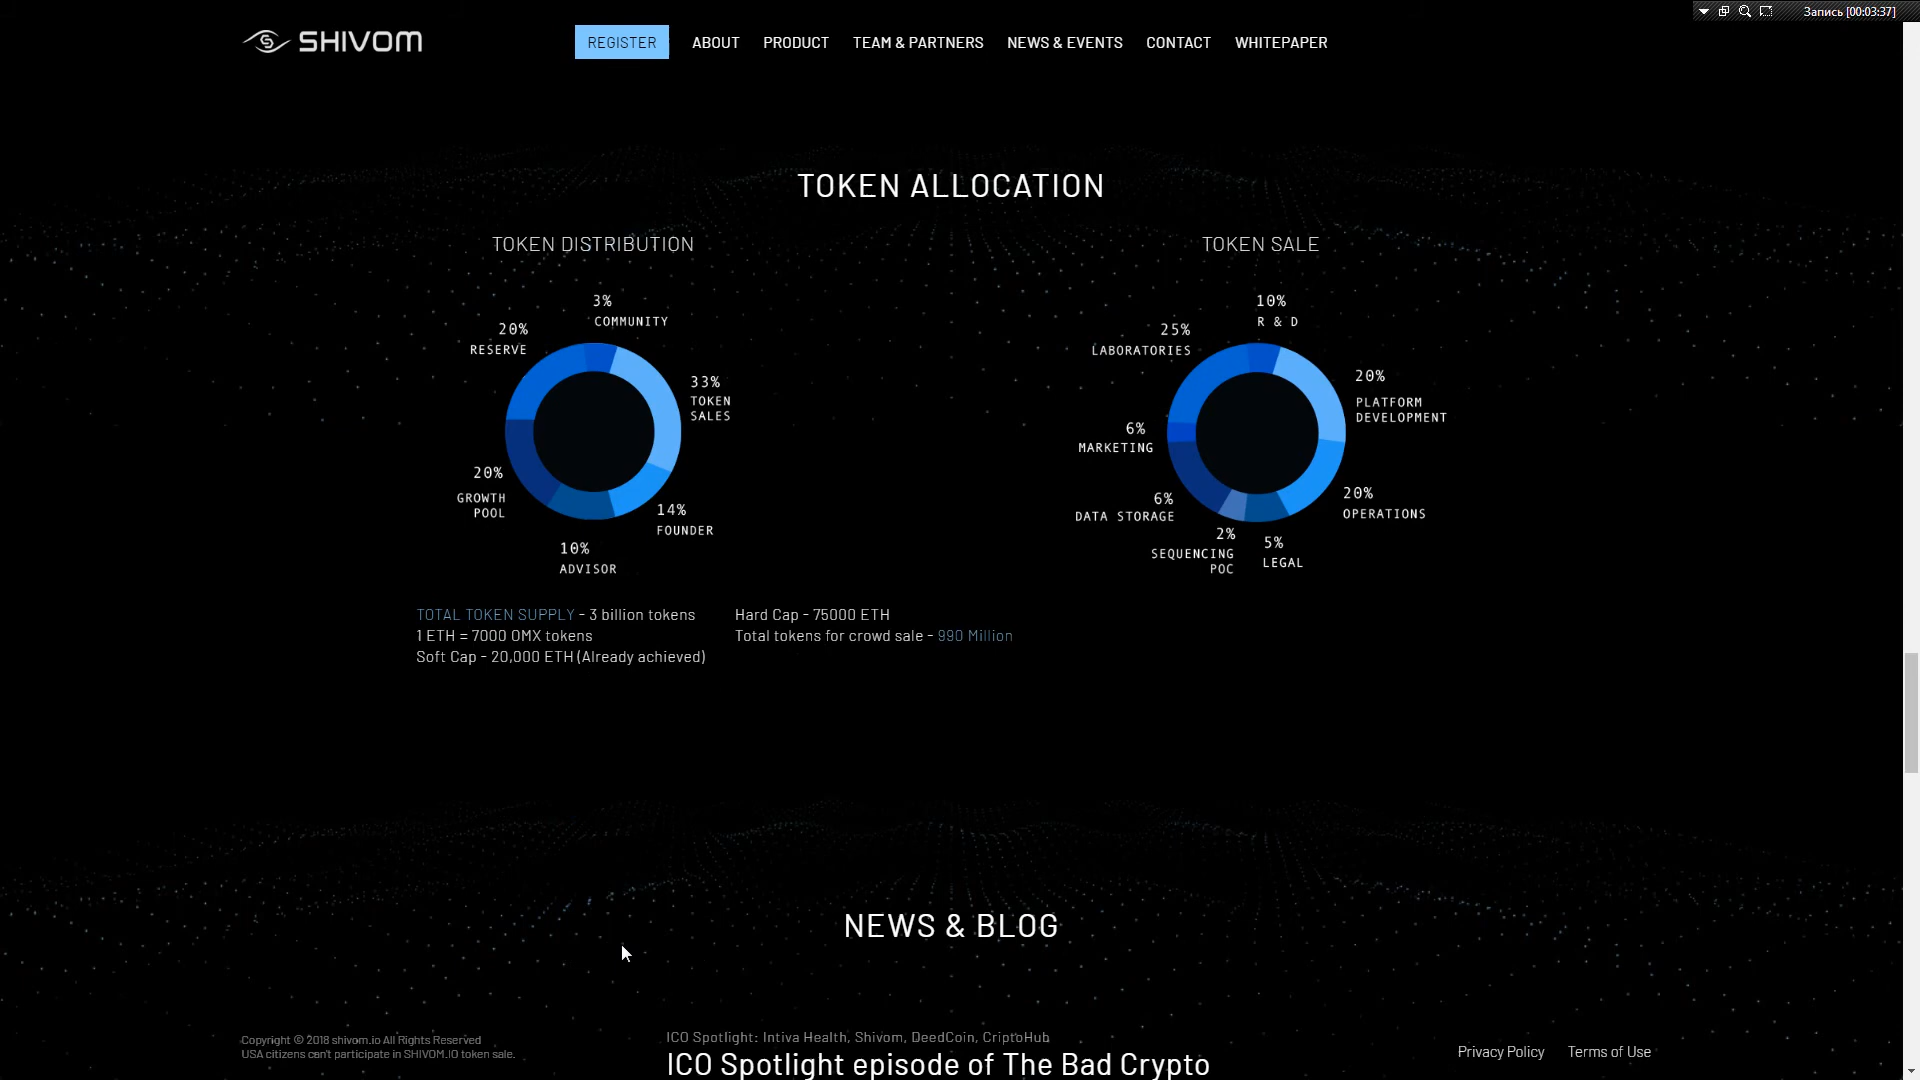 Запись [00:03:37]
SHIVOM
REGISTER ABOUT PRODUCT TEAM & PARTNERS NEWS & EVENTS CONTACT WHITEPAPER
TOKEN ALLOCATION
TOKEN DISTRIBUTION
3%
COMMUNITY
20%
RESERVE
33%
TOKEN
SALES
20%
GROWTH
POOL
14%
FOUNDER
10%
ADVISOR
TOKEN SALE
10%
R & D
25%
LABORATORIES
20%
PLATFORM
DEVELOPMENT
6%
MARKETING
6%
DATA STORAGE
20%
OPERATIONS
2%
SEQUENCING
POC
5%
LEGAL
TOTAL TOKEN SUPPLY - 3 billion tokens
1 ETH = 7000 OMX tokens
Soft Cap - 20,000 ETH (Already achieved)
Hard Cap - 75000 ETH
Total tokens for crowd sale - 990 Million
NEWS & BLOG
ICO Spotlight: Intiva Health, Shivom, DeedCoin, CriptoHub
ICO Spotlight episode of The Bad Crypto
Copyright © 2018 shivom.io All Rights Reserved
USA citizens can't participate in SHIVOM.IO token sale.
Privacy Policy Terms of Use